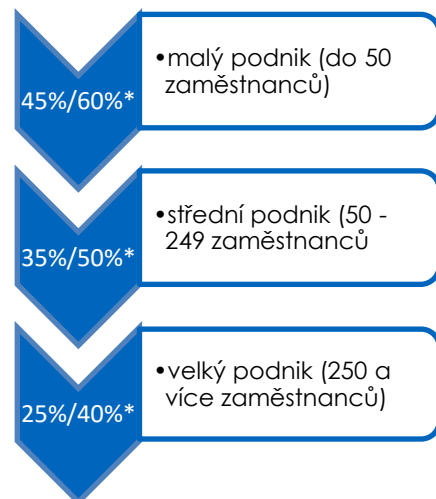 45%/60%*
•malý podnik (do 50
zaměstnanců)
35%/50%*
•střední podnik (50 -
249 zaměstnanců
25%/40%*
•velký podnik (250 a
více zaměstnanců)